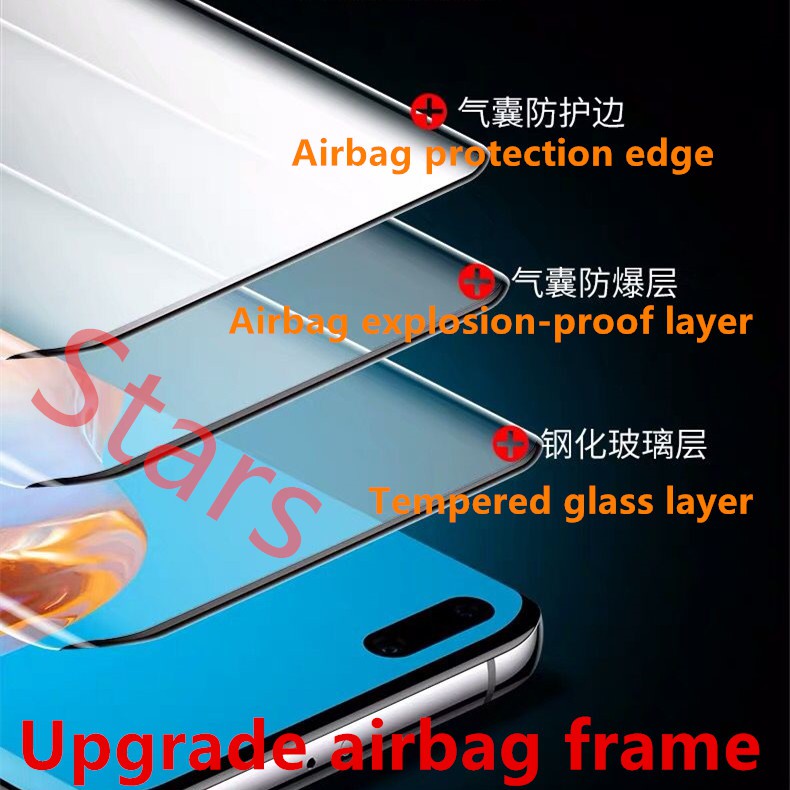 气囊防护边
Airbag protection edge
气囊防爆层
Airbag explosion-proof layer
Stars
钢化玻璃层
Tempered glass layer
Upgrade airbag frame